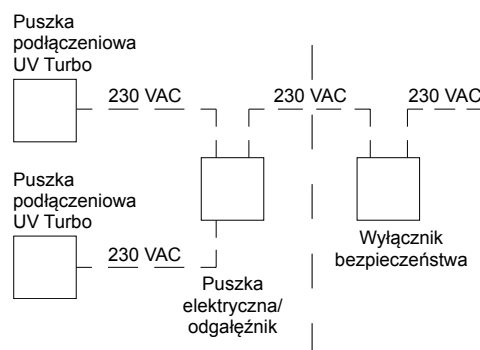 Puszka
podłączeniowa
UV Turbo
230 VAC
230 VAC
230 VAC
Puszka
podłączeniowa
UV Turbo
230 VAC
Puszka
elektryczna/
odgałęźnik
Wyłącznik
bezpieczeństwa